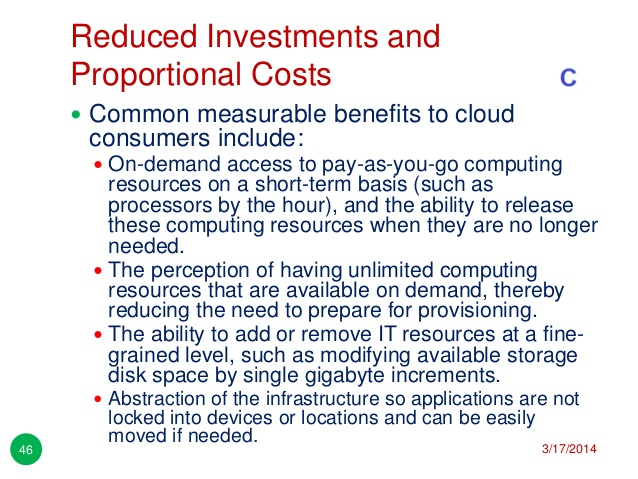 Reduced Investments and
Proportional Costs
C
• Common measurable benefits to cloud
consumers include:
• On-demand access to pay-as-you-go computing
resources on a short-term basis (such as
processors by the hour), and the ability to release
these computing resources when they are no longer
needed.
• The perception of having unlimited computing
resources that are available on demand, thereby
reducing the need to prepare for provisioning.
• The ability to add or remove IT resources at a fine-
grained level, such as modifying available storage
disk space by single gigabyte increments.
• Abstraction of the infrastructure so applications are not
locked into devices or locations and can be easily
moved if needed.
46
3/17/2014